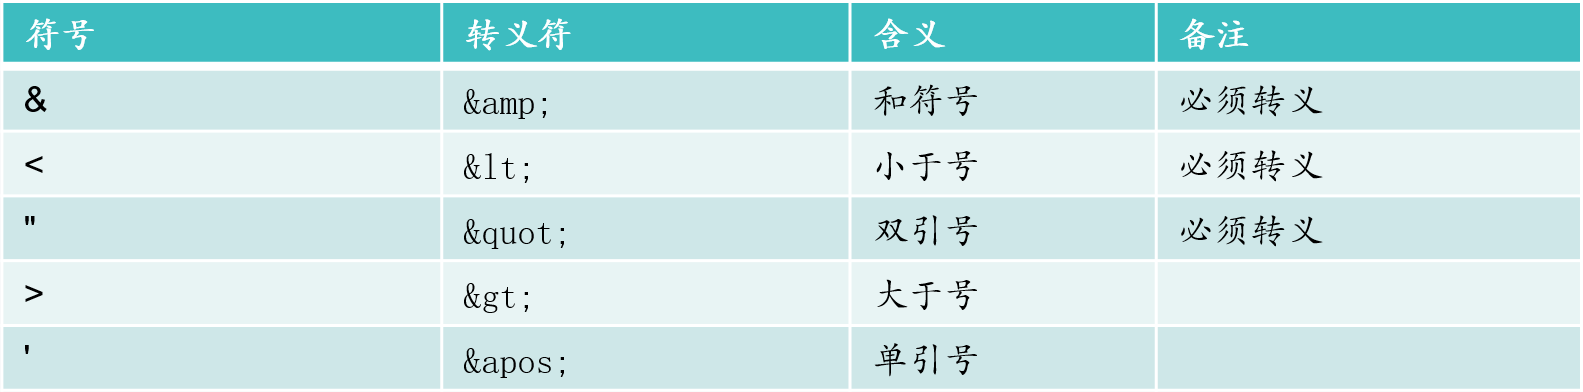 符号 转义符 含义 备注
& &amp; 和符号 必须转义
< &lt; 小于号 必须转义
" &quot; 双引号 必须转义
> &gt; 大于号
' &apos; 单引号